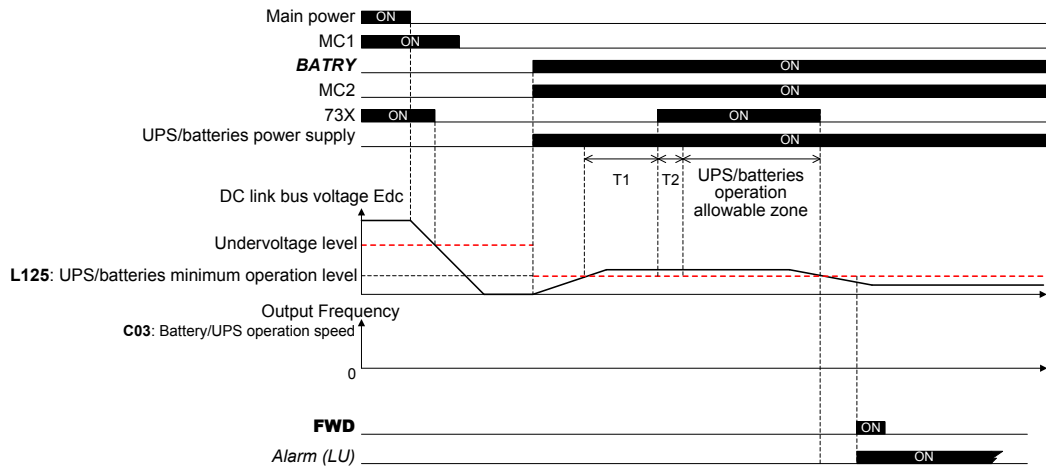 Main power ON
MC1 ON
BATRY ON
MC2 ON
73X ON ON
UPS/batteries power supply ON
T1 T2 UPS/batteries
operation
allowable zone
DC link bus voltage Edc
Undervoltage level
L125: UPS/batteries minimum operation level
Output Frequency
C03: Battery/UPS operation speed
0
FWD ON
Alarm (LU) ON